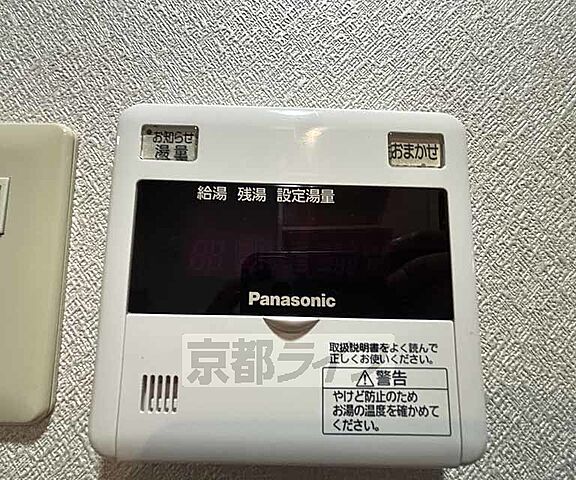 お知らせ
湯量
おまかせ
給湯 残湯 設定湯量
Panasonic
取扱説明書をよく読んで
正しくお使いください。
京都ライフ
警告
やけど防止のため
お湯の温度を確かめて
ください。